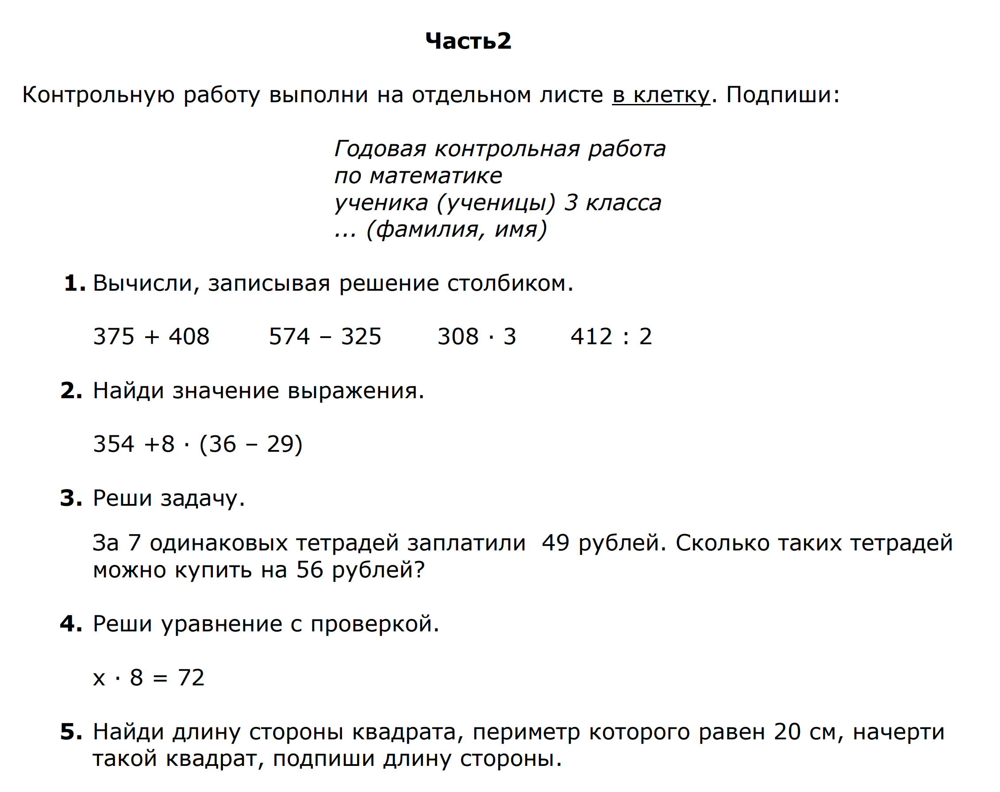 Часть2
Контрольную работу выполни на отдельном листе в клетку. Подпиши:
Годовая контрольная работа
по математике
ученика (ученицы) 3 класса
… (фамилия, имя)
1. Вычисли, записывая решение столбиком.
375 + 408 574 – 325 308 · 3 412 : 2
2. Найди значение выражения.
354 +8 · (36 – 29)
3. Реши задачу.
За 7 одинаковых тетрадей заплатили 49 рублей. Сколько таких тетрадей
можно купить на 56 рублей?
4. Реши уравнение с проверкой.
х · 8 = 72
5. Найди длину стороны квадрата, периметр которого равен 20 см, начерти
такой квадрат, подпиши длину стороны.